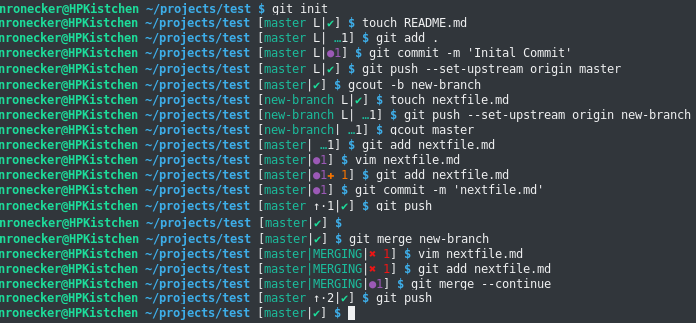 nronecker@HPKistchen ~/projects/test $ git init
nronecker@HPKistchen ~/projects/test [master L|✔] $ touch README.md
nronecker@HPKistchen ~/projects/test [master L| …1] $ git add .
nronecker@HPKistchen ~/projects/test [master L|●1] $ git commit -m 'Inital Commit'
nronecker@HPKistchen ~/projects/test [master L|✔] $ git push --set-upstream origin master
nronecker@HPKistchen ~/projects/test [master|✔] $ gcout -b new-branch
nronecker@HPKistchen ~/projects/test [new-branch L|✔] $ touch nextfile.md
nronecker@HPKistchen ~/projects/test [new-branch L| …1] $ git push --set-upstream origin new-branch
nronecker@HPKistchen ~/projects/test [new-branch| …1] $ gcout master
nronecker@HPKistchen ~/projects/test [master| …1] $ git add nextfile.md
nronecker@HPKistchen ~/projects/test [master|●1] $ vim nextfile.md
nronecker@HPKistchen ~/projects/test [master|●1✚ 1] $ git add nextfile.md
nronecker@HPKistchen ~/projects/test [master|●1] $ git commit -m 'nextfile.md'
nronecker@HPKistchen ~/projects/test [master ↑·1|✔] $ git push
nronecker@HPKistchen ~/projects/test [master|✔] $
nronecker@HPKistchen ~/projects/test [master|✔] $ git merge new-branch
nronecker@HPKistchen ~/projects/test [master|MERGING|✖ 1] $ vim nextfile.md
nronecker@HPKistchen ~/projects/test [master|MERGING|✖ 1] $ git add nextfile.md
nronecker@HPKistchen ~/projects/test [master|MERGING|●1] $ git merge --continue
nronecker@HPKistchen ~/projects/test [master ↑·2|✔] $ git push
nronecker@HPKistchen ~/projects/test [master|✔] $